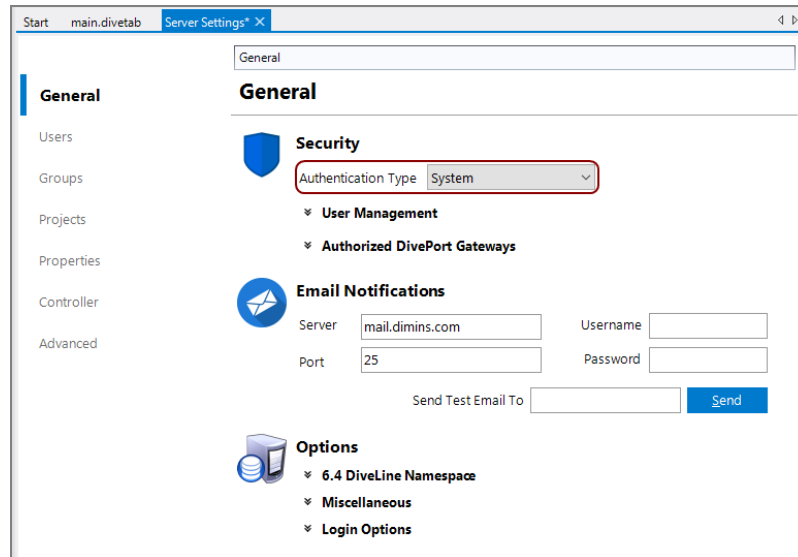 Start main.divetab Server Settings*
General
General
General
Users
Groups
Projects
Properties
Controller
Advanced
Security
Authentication Type System
User Management
Authorized DivePort Gateways
Email Notifications
Server mail.dimins.com Username
Port 25 Password
Send Test Email To Send
Options
6.4 DiveLine Namespace
Miscellaneous
Login Options